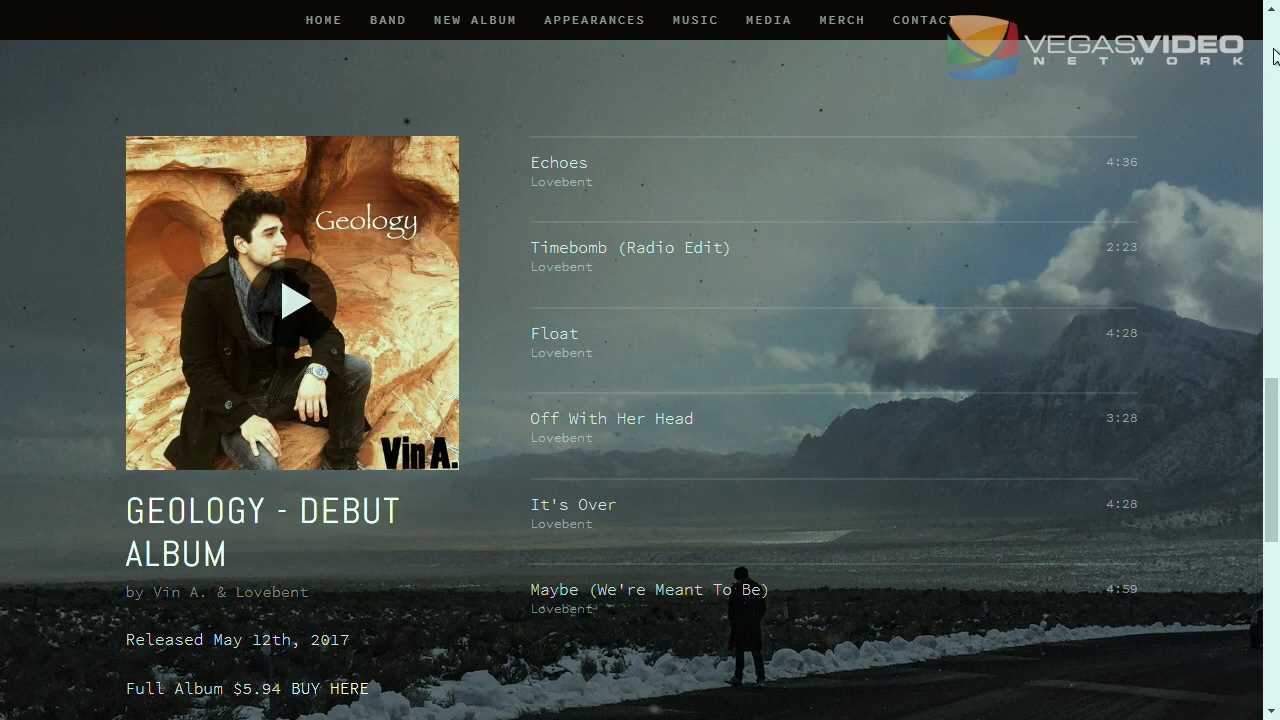 HOME BAND NEW ALBUM APPEARANCES MUSIC MEDIA MERCH CONTACT
VEGASVIDEO
NETWORK
Geology
Vin A.
GEOLOGY - DEBUT
ALBUM
by Vin A. & Lovebent
Released May 12th, 2017
Full Album $5.94 BUY HERE
Echoes 4:36
Lovebent
Timebomb (Radio Edit) 2:23
Lovebent
Float 4:28
Lovebent
Off With Her Head 3:28
Lovebent
It's Over 4:28
Lovebent
Maybe (We're Meant To Be) 4:59
Lovebent